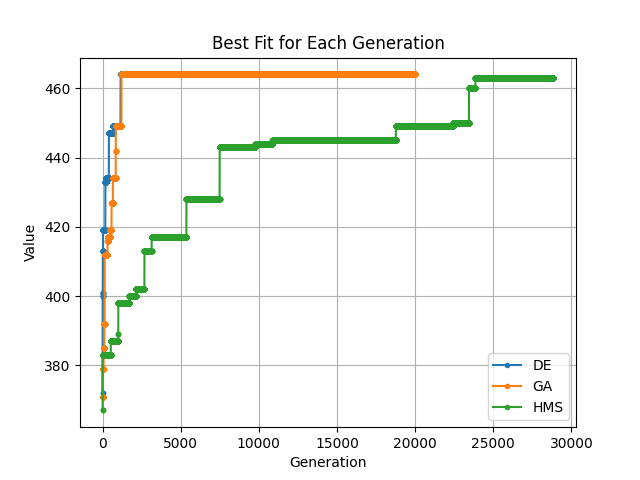 Best Fit for Each Generation
Value
460
440
420
400
380
0 5000 10000 15000 20000 25000 30000
Generation
DE
GA
HMS